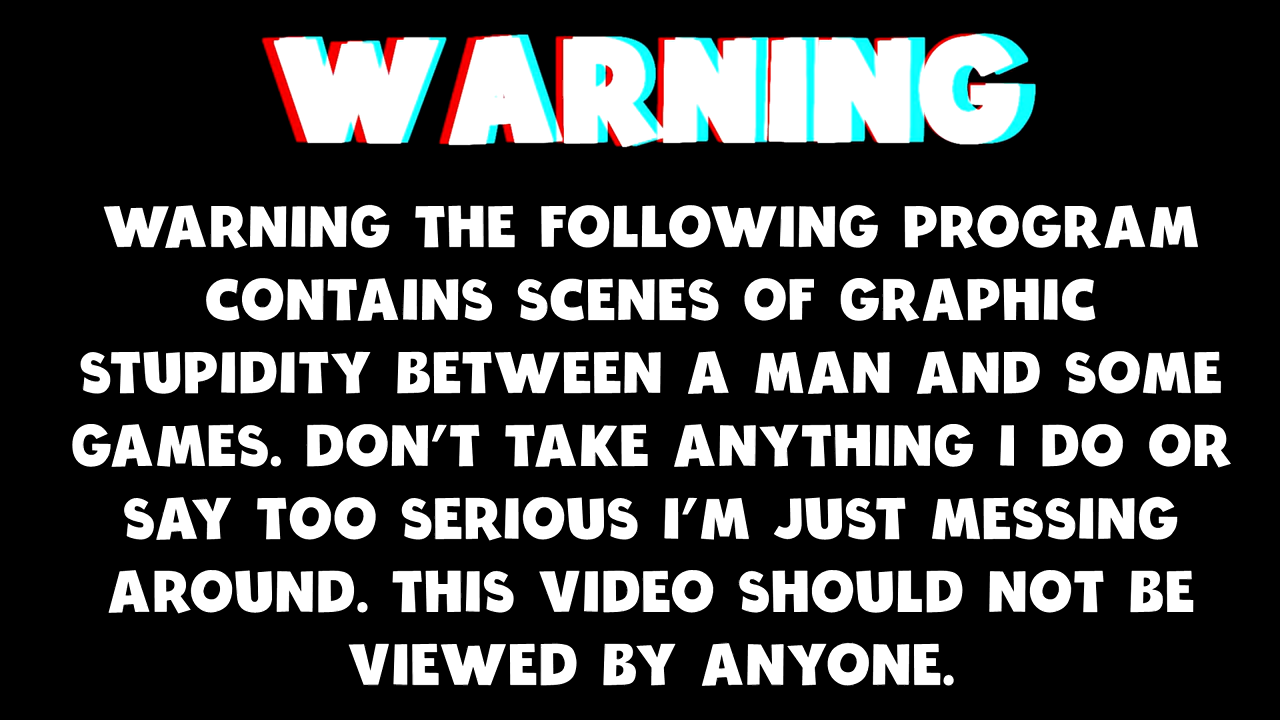 WARNING
WARNING THE FOLLOWING PROGRAM
CONTAINS SCENES OF GRAPHIC
STUPIDITY BETWEEN A MAN AND SOME
GAMES. DON'T TAKE ANYTHING I DO OR
SAY TOO SERIOUS I'M JUST MESSING
AROUND. THIS VIDEO SHOULD NOT BE
VIEWED BY ANYONE.